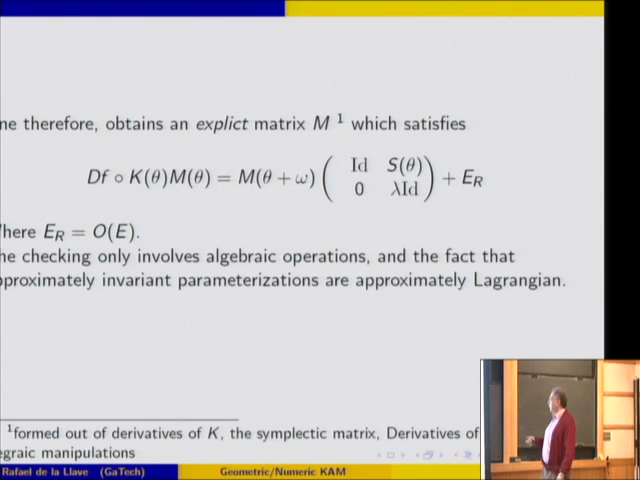 ne therefore, obtains an explict matrix M ¹ which satisfies
Df ∘ K(θ)M(θ) = M(θ + ω) ( Id S(θ) 0 λId ) + E_R
here E_R = O(E).
he checking only involves algebraic operations, and the fact that
pproximately invariant parameterizations are approximately Lagrangian.
¹formed out of derivatives of K, the symplectic matrix, Derivatives of
egraic manipulations
Rafael de la Llave (GaTech) Geometric/Numeric KAM